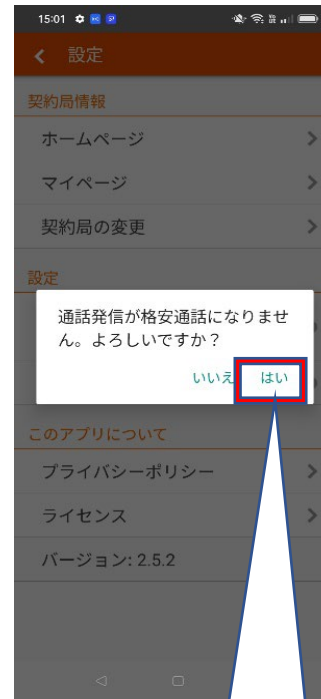 15:01
設定
契約局情報
ホームページ
マイページ
契約局の変更
設定
通話発信が格安通話になりませ
ん。よろしいですか？
いいえ はい
このアプリについて
プライバシーポリシー
ライセンス
バージョン: 2.5.2